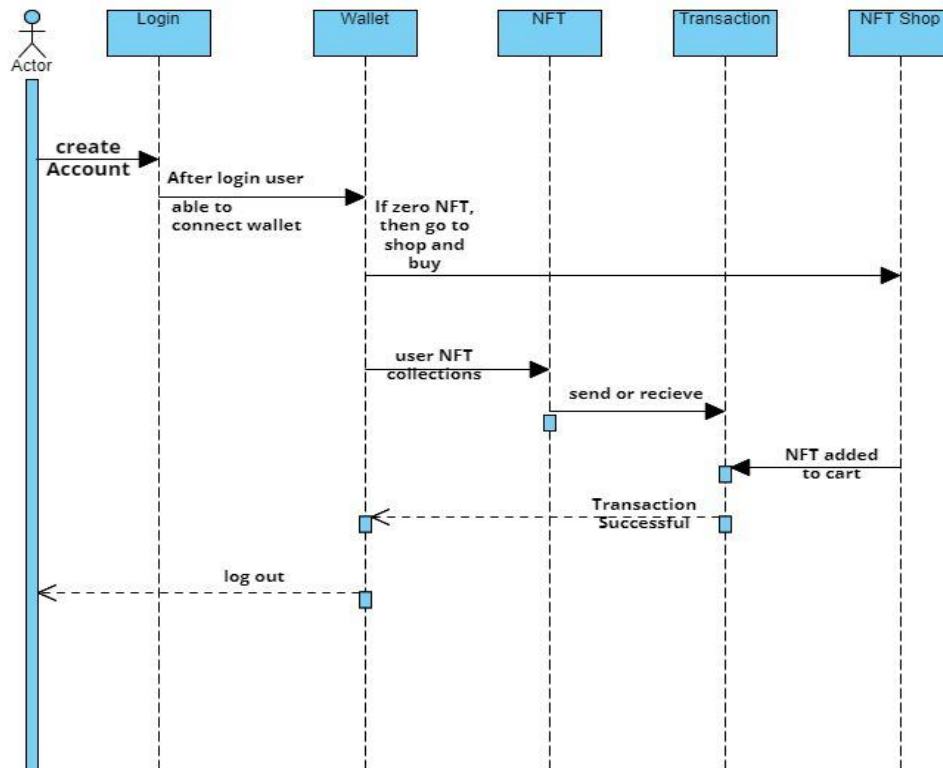 Login
Wallet
NFT
Transaction
NFT Shop
Actor
create
Account
After login user
able to
connect wallet
If zero NFT,
then go to
shop and
buy
user NFT
collections
send or recieve
NFT added
to cart
Transaction
Successful
log out